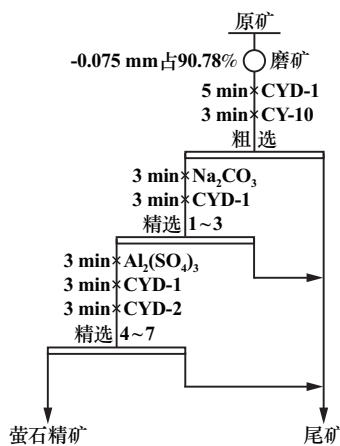 原矿
-0.075 mm占90.78%
磨矿
5 min×CYD-1
3 min×CY-10
粗选
3 min×Na₂CO₃
3 min×CYD-1
精选1~3
3 min×Al₂(SO₄)₃
3 min×CYD-1
3 min×CYD-2
精选4~7
萤石精矿
尾矿